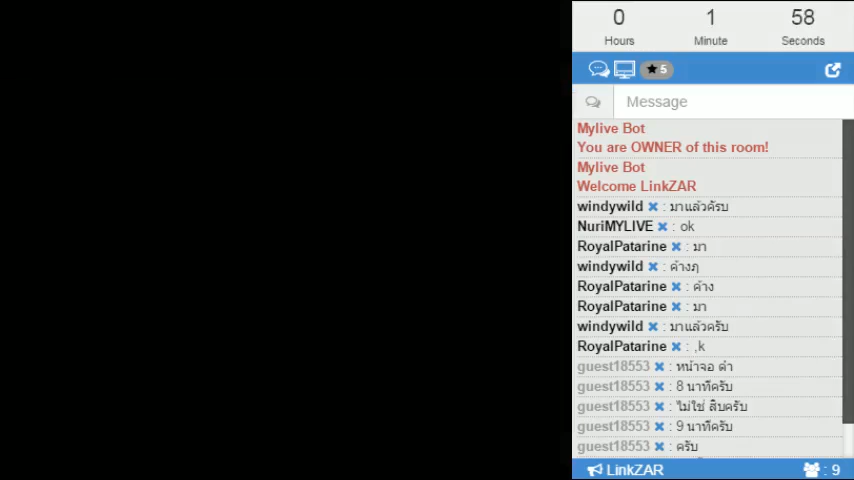 0 1 58
Hours Minute Seconds
★ 5
Message
Mylive Bot
You are OWNER of this room!
Mylive Bot
Welcome LinkZAR
windywild ✖ : มาแล้วคัรบ
NuriMYLIVE ✖ : ok
RoyalPatarine ✖ : มา
windywild ✖ : ค้างภุ
RoyalPatarine ✖ : ค้าง
RoyalPatarine ✖ : มา
windywild ✖ : มาแล้วครับ
RoyalPatarine ✖ : ,k
guest18553 ✖ : หน้าจอ ดำ
guest18553 ✖ : 8 นาทีครับ
guest18553 ✖ : ไม่ใช่ สิบครับ
guest18553 ✖ : 9 นาทีครับ
guest18553 ✖ : ครับ
LinkZAR : 9